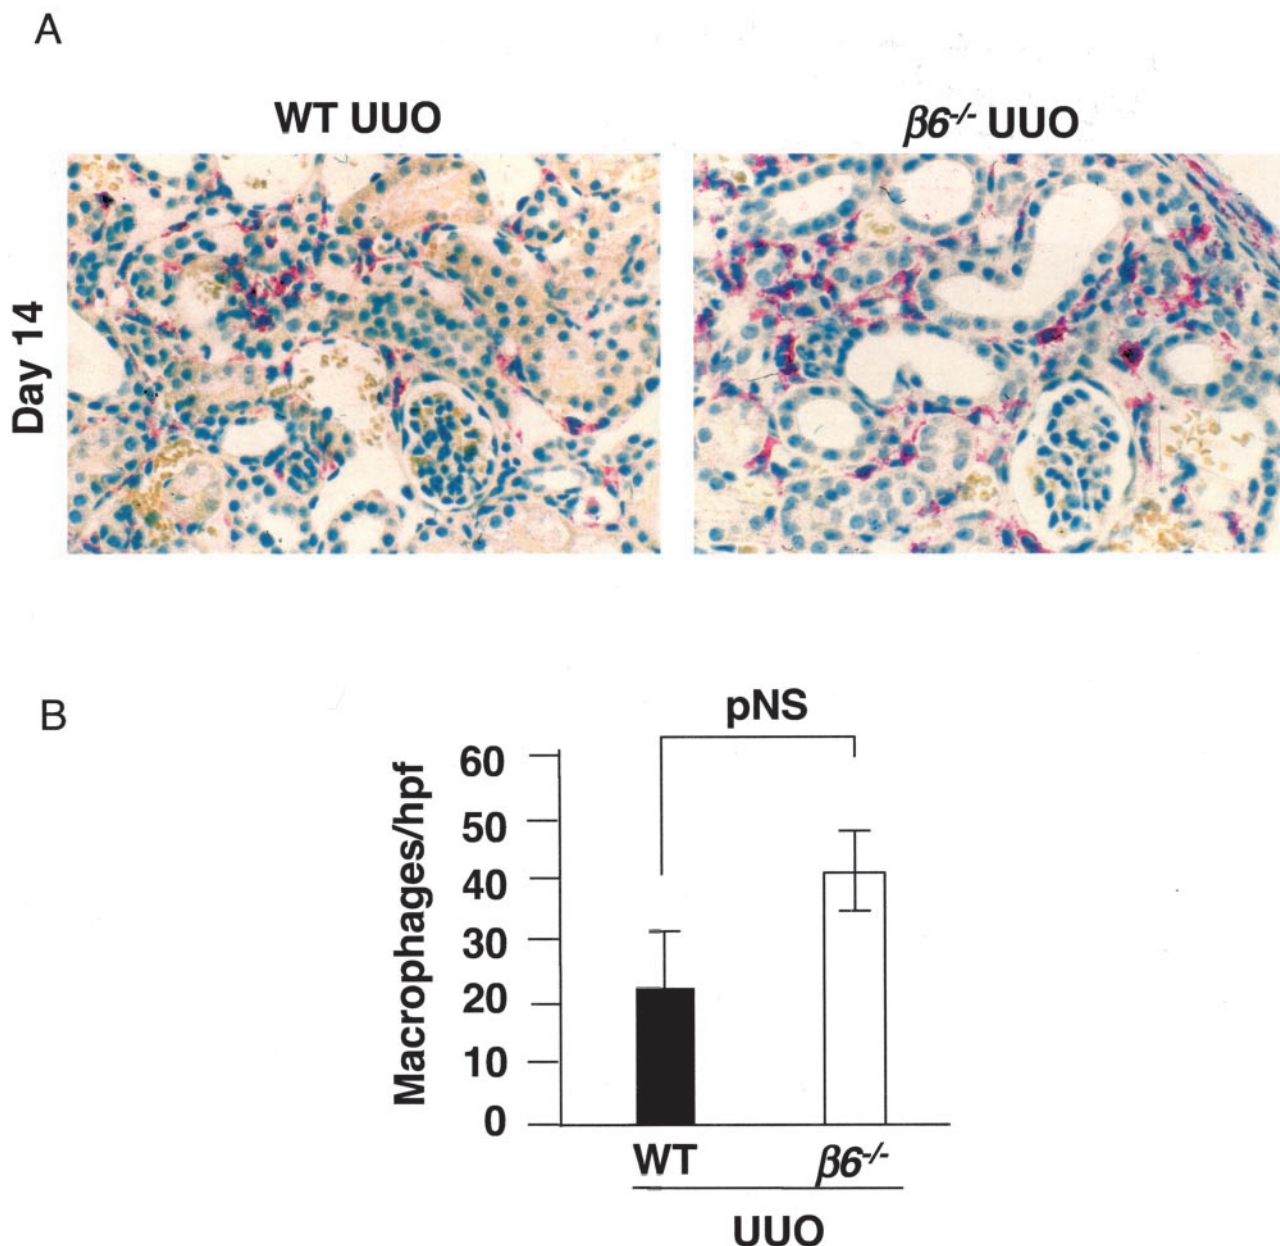 A
WT UUO
β6-/- UUO
Day 14
B
pNS
Macrophages/hpf
60
50
40
30
20
10
0
WT
β6-/-
UUO